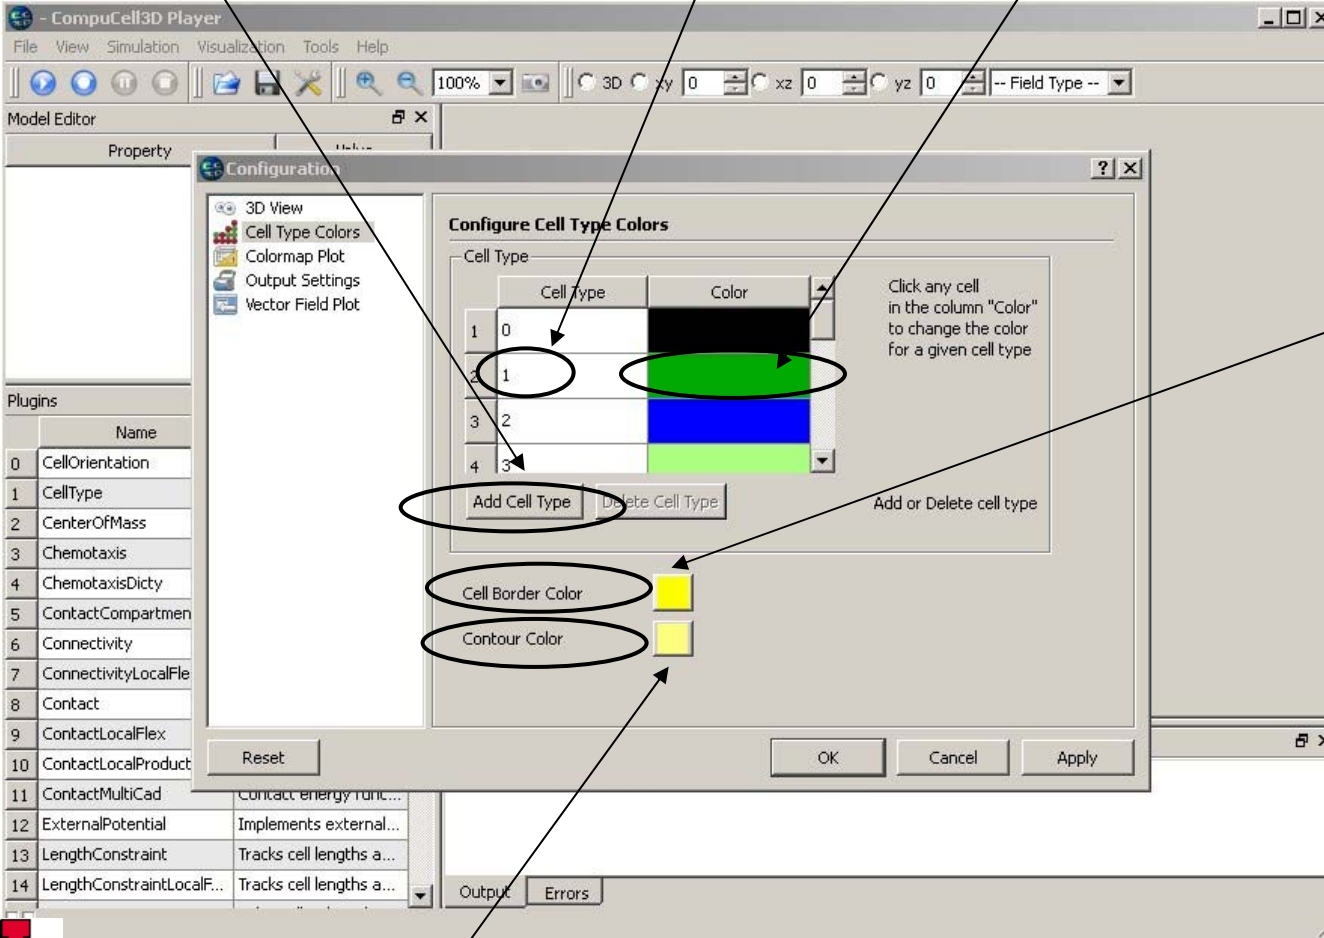 - CompuCell3D Player
File View Simulation Visualization Tools Help
100% 3D xy 0 xz 0 yz 0 -- Field Type --
Model Editor
Property Value
Configuration
3D View
Cell Type Colors
Colormap Plot
Output Settings
Vector Field Plot
Configure Cell Type Colors
Cell Type
Cell Type Color
1 0
2 1
3 2
4 3
Click any cell
in the column "Color"
to change the color
for a given cell type
Add Cell Type Delete Cell Type Add or Delete cell type
Cell Border Color
Contour Color
Reset OK Cancel Apply
Plugins
Name
0 CellOrientation
1 CellType
2 CenterOfMass
3 Chemotaxis
4 ChemotaxisDicty
5 ContactCompartmen
6 Connectivity
7 ConnectivityLocalFle
8 Contact
9 ContactLocalFlex
10 ContactLocalProduct
11 ContactMultiCad Contact energy func...
12 ExternalPotential Implements external...
13 LengthConstraint Tracks cell lengths a...
14 LengthConstraintLocalF... Tracks cell lengths a...
Output Errors